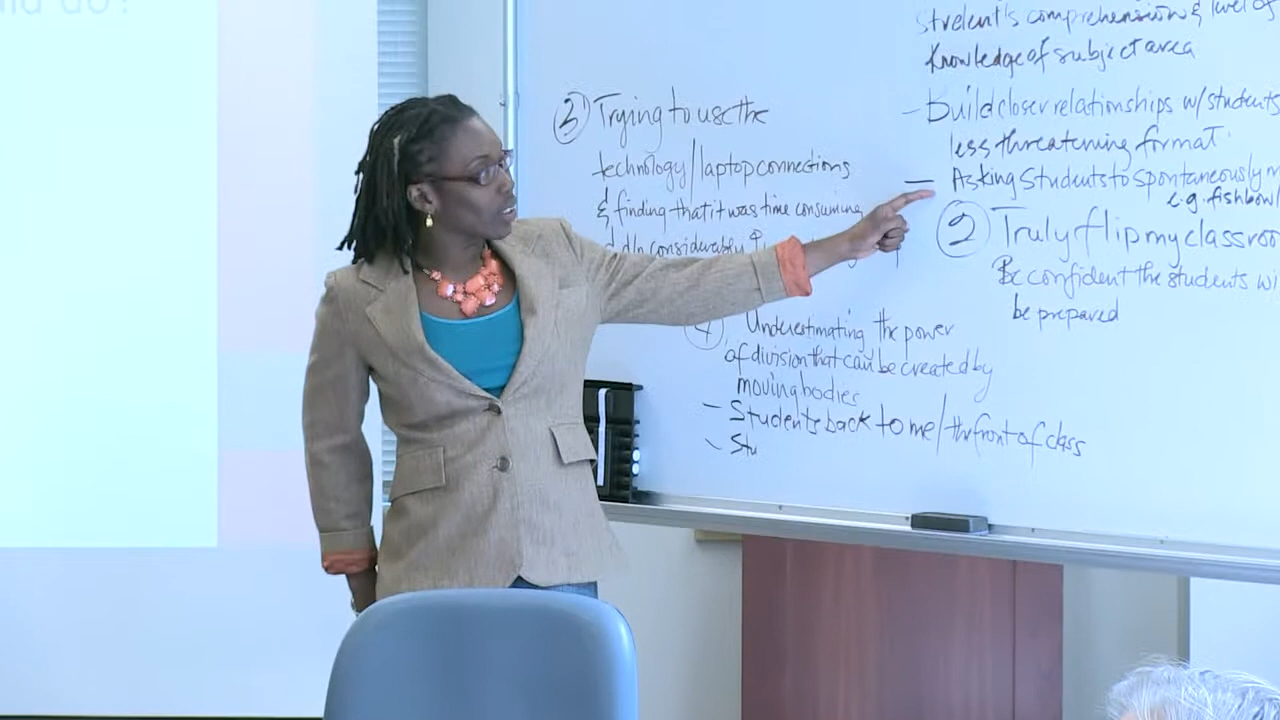 do?
② Trying to use the
technology/laptop connections
& finding that it was time consuming
considerably
④ Underestimating the power
of division that can be created by
moving bodies
- Students back to me/the front of class
- Stu
student's comprehension & level of
knowledge of subject area
- build closer relationships w/students
less threatening format
- Asking students to spontaneously
e.g. fishbowl
② Truly flip my classroo
Be confident the students wi
be prepared